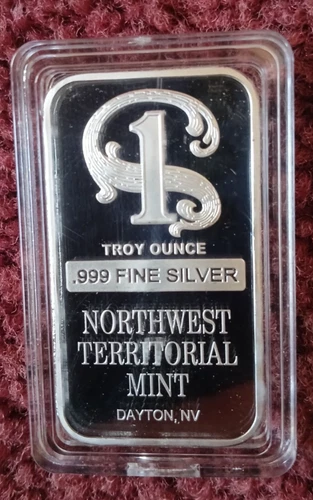 1
TROY OUNCE
.999 FINE SILVER
NORTHWEST
TERRITORIAL
MINT
DAYTON, NV